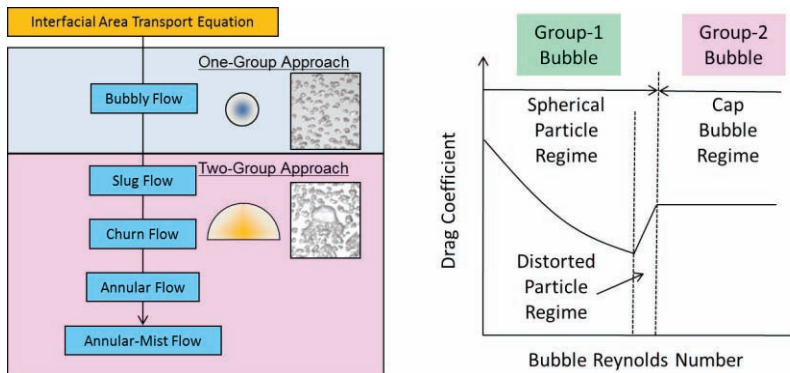 Interfacial Area Transport Equation
One-Group Approach
Bubbly Flow
Two-Group Approach
Slug Flow
Churn Flow
Annular Flow
Annular-Mist Flow
Group-1
Bubble
Group-2
Bubble
Spherical
Particle
Regime
Cap
Bubble
Regime
Distorted
Particle
Regime
Drag Coefficient
Bubble Reynolds Number